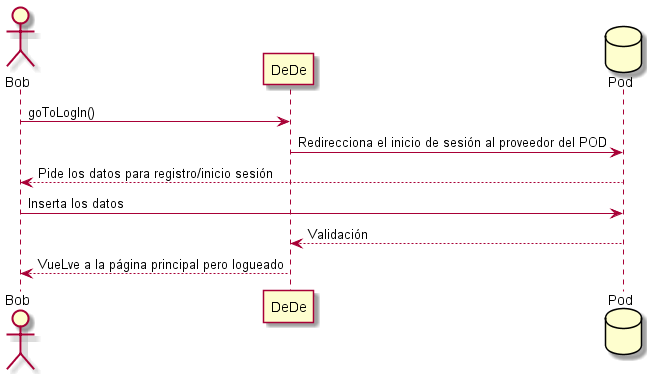 Bob
DeDe
Pod
goToLogIn()
Redirecciona el inicio de sesión al proveedor del POD
Pide los datos para registro/inicio sesión
Inserta los datos
Validación
VueLve a la página principal pero logueado
Bob
DeDe
Pod